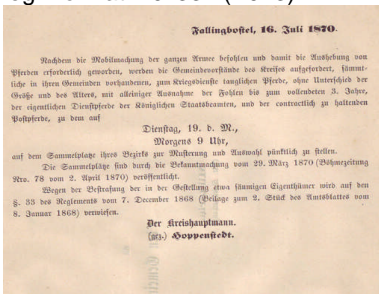 Fallingbostel, 16. Juli 1870.
Nachdem die Mobilmachung der ganzen Armee befohlen und damit die Aushebung von
Pferden erforderlich geworden, werden die Gemeindevorstände des Kreises aufgefordert, sämmt-
liche in ihren Gemeinden vorhandenen, zum Kriegsdienste tauglichen Pferde, ohne Unterschied der
Größe und des Alters, mit alleiniger Ausnahme der Fohlen bis zum vollendeten 3. Jahre,
der eigentlichen Dienstpferde der Königlichen Staatsbeamten, und der contractlich zu haltenden
Postpferde, zu dem auf
Dienstag, 19. d. M.,
Morgens 9 Uhr,
auf dem Sammelplatze ihres Bezirks zur Musterung und Auswahl pünktlich zu stellen.
Die Sammelplätze sind durch die Bekanntmachung vom 29. März 1870 (Böhmezeitung
Nro. 78 vom 2. April 1870) veröffentlicht.
Wegen der Bestrafung der in der Gestellung etwa säumigen Eigenthümer wird auf den
§. 33 des Reglements vom 7. December 1868 (Beilage zum 2. Stück des Amtsblattes vom
8. Januar 1868) verwiesen.
Der Kreishauptmann.
(gez.) Hoppenstedt.